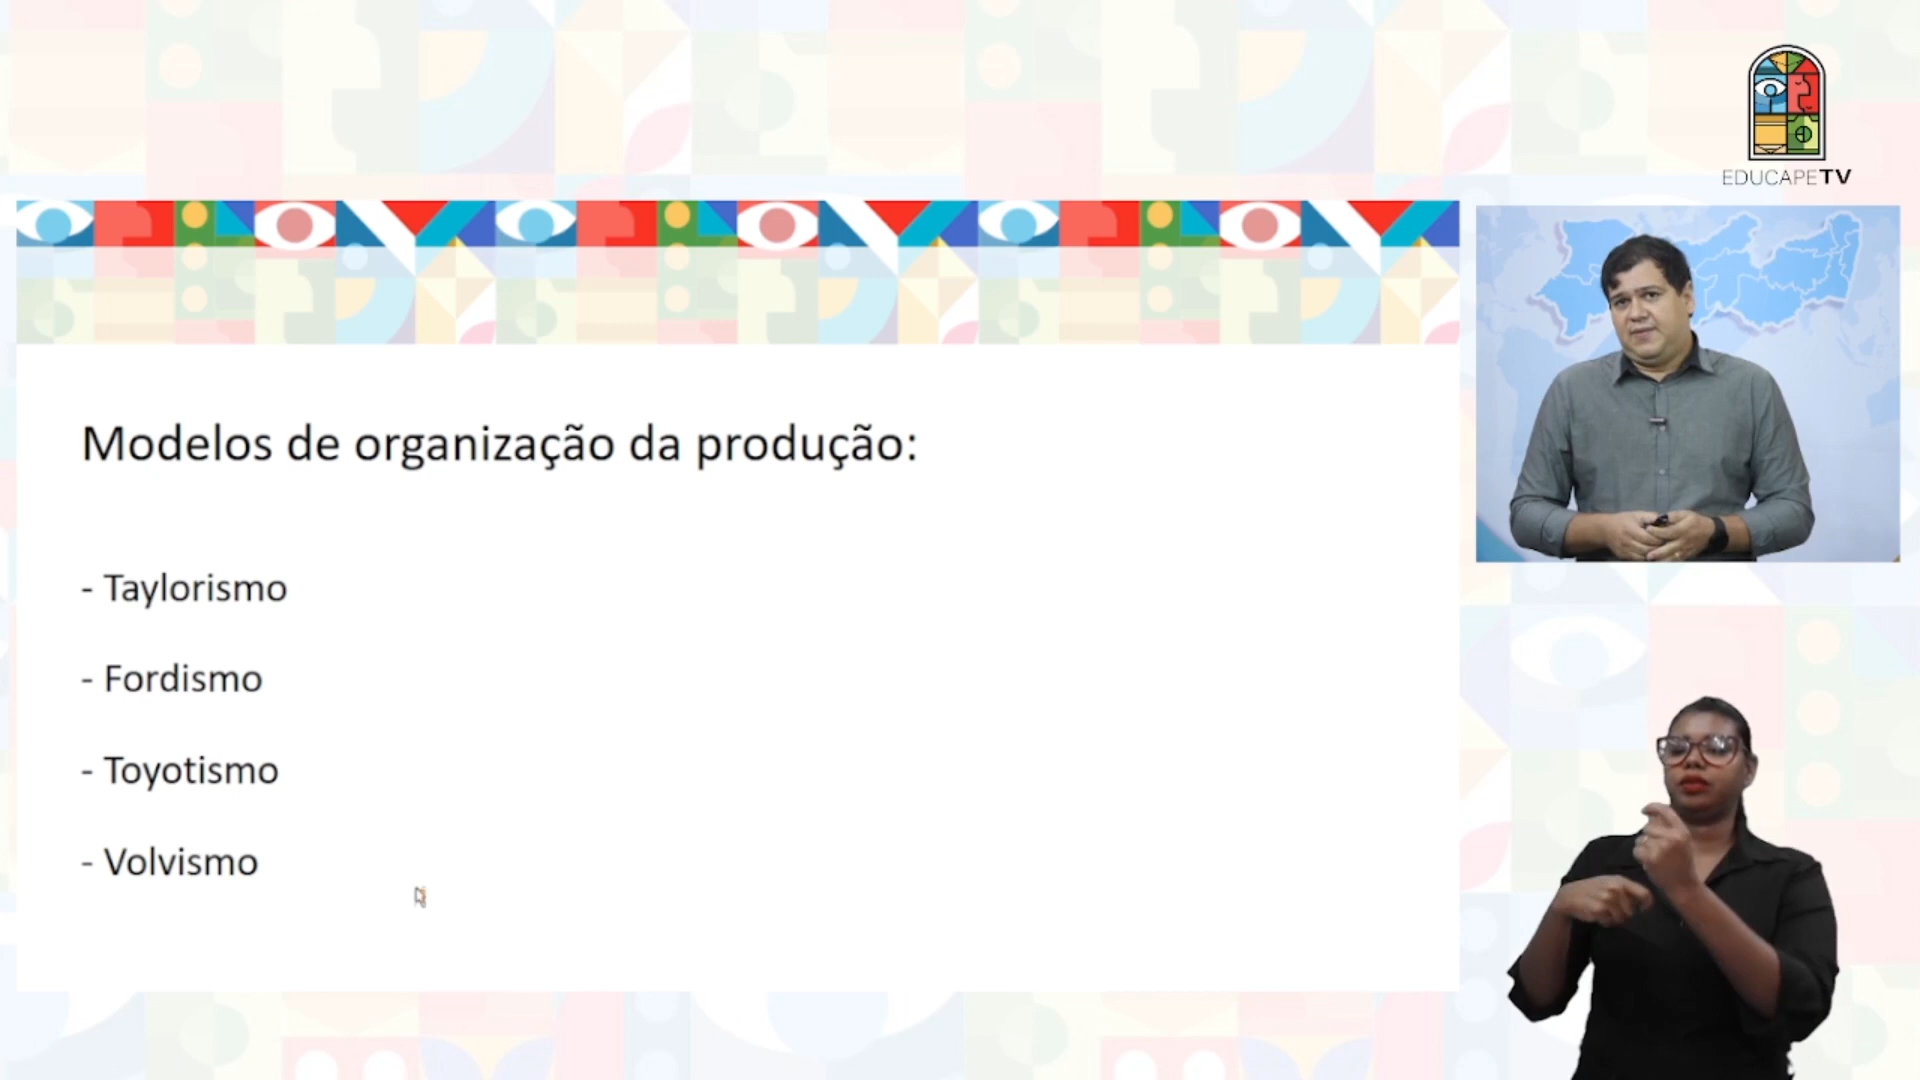 EDUCAPETV
Modelos de organização da produção:
- Taylorismo
- Fordismo
- Toyotismo
- Volvismo